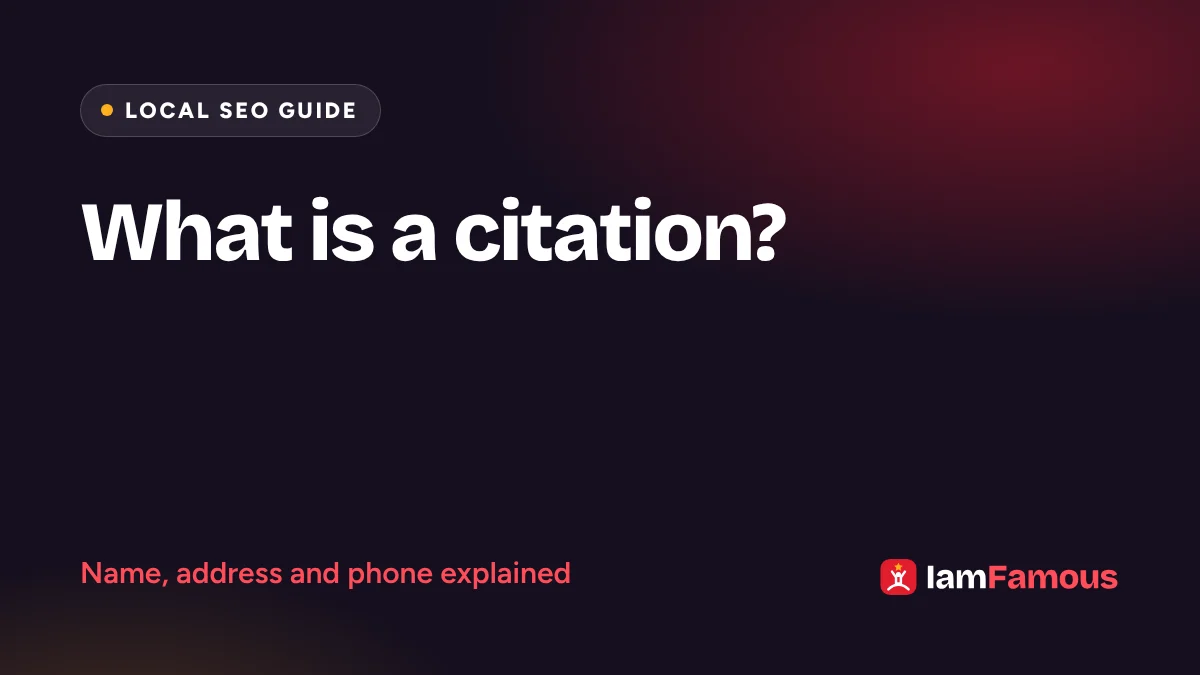 LOCAL SEO GUIDE
What is a citation?
Name, address and phone explained
IamFamous